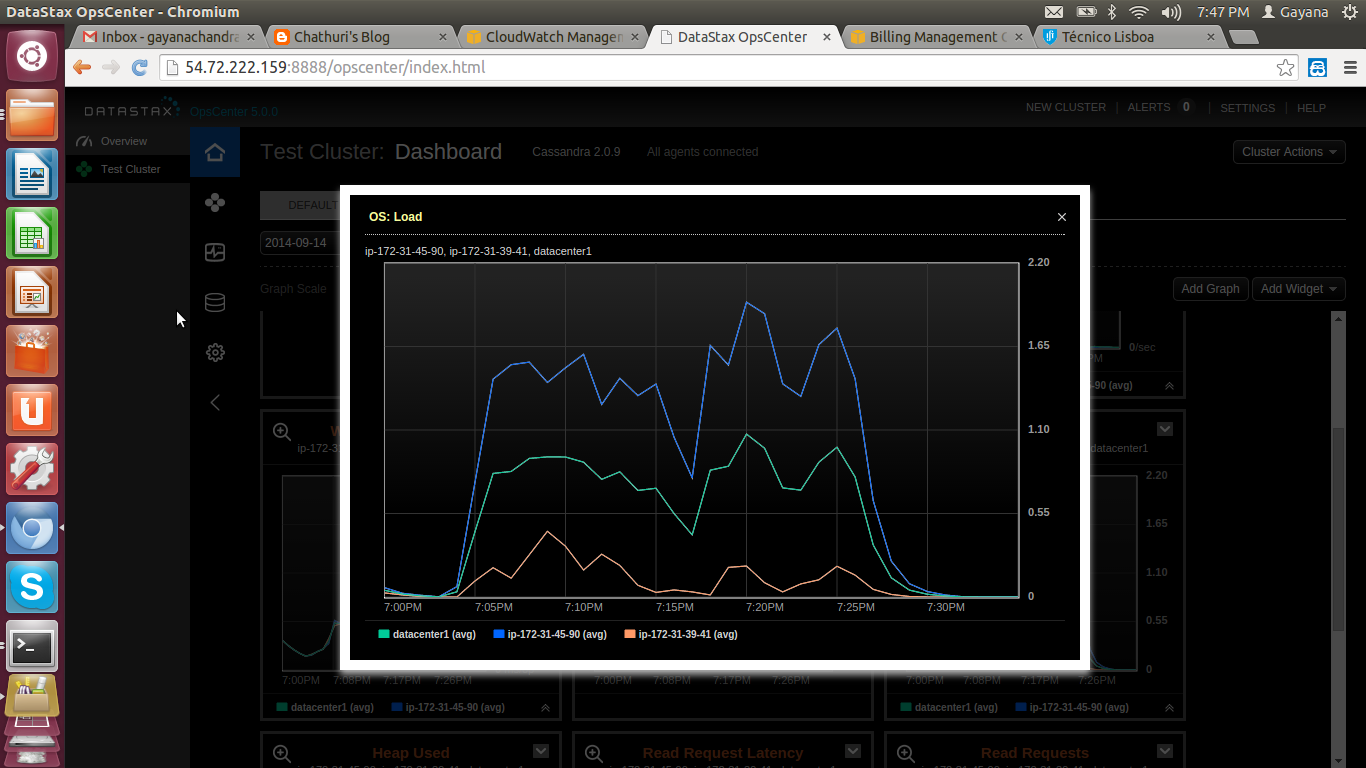 DataStax OpsCenter - Chromium
7:47 PM
Gayana
Inbox - gayanachandra
Chathuri's Blog
CloudWatch Manager
DataStax OpsCenter
Billing Management C
Técnico Lisboa
54.72.222.159:8888/opscenter/index.html
DATASTAX
OpsCenter 5.0.0
NEW CLUSTER
ALERTS 0
SETTINGS
HELP
Overview
Test Cluster
Test Cluster: Dashboard
Cassandra 2.0.9
All agents connected
Cluster Actions
DEFAULT
2014-09-14
Graph Scale
Add Graph
Add Widget
OS: Load
ip-172-31-45-90, ip-172-31-39-41, datacenter1
2.20
1.65
1.10
0.55
0
7:00PM 7:05PM 7:10PM 7:15PM 7:20PM 7:25PM 7:30PM
datacenter1 (avg) ip-172-31-45-90 (avg) ip-172-31-39-41 (avg)
0/sec
PM
-90 (avg)
W
ip-172-3
datacenter1
2.20
1.65
1.10
0.55
0
7:00PM 7:08PM 7:17PM 7:26PM
7:00PM 7:08PM 7:17PM 7:26PM
7:00PM 7:08PM 7:17PM 7:26PM
datacenter1 (avg) ip-172-31-45-90 (avg)
datacenter1 (avg) ip-172-31-45-90 (avg)
Heap Used
Read Request Latency
Read Requests